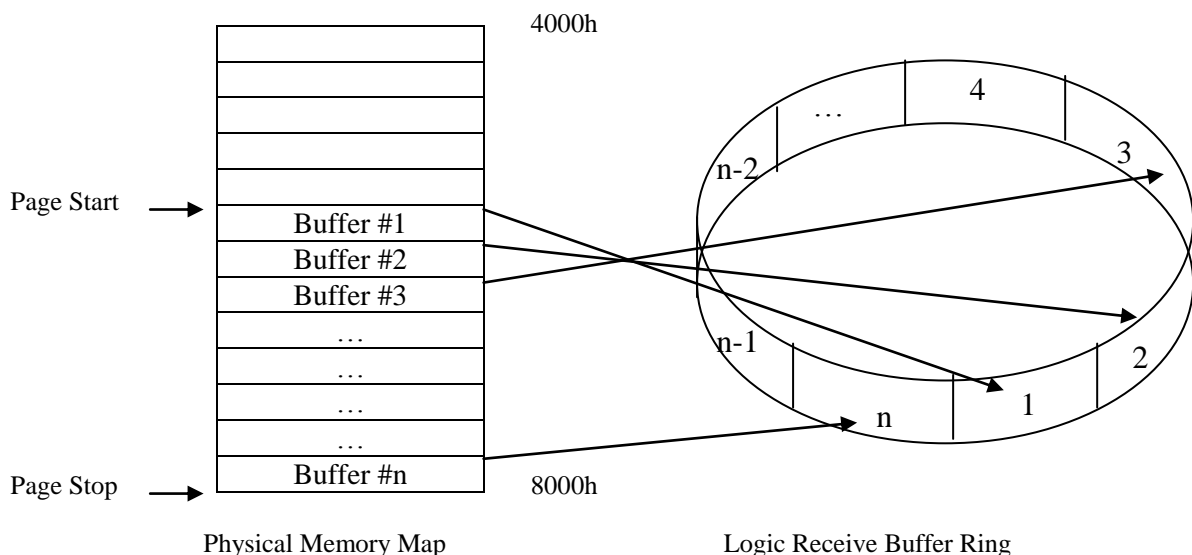 4000h
Page Start
Buffer #1
Buffer #2
Buffer #3
…
…
…
…
Buffer #n
Page Stop
8000h
Physical Memory Map
4
…
3
n-2
n-1
2
1
n
Logic Receive Buffer Ring